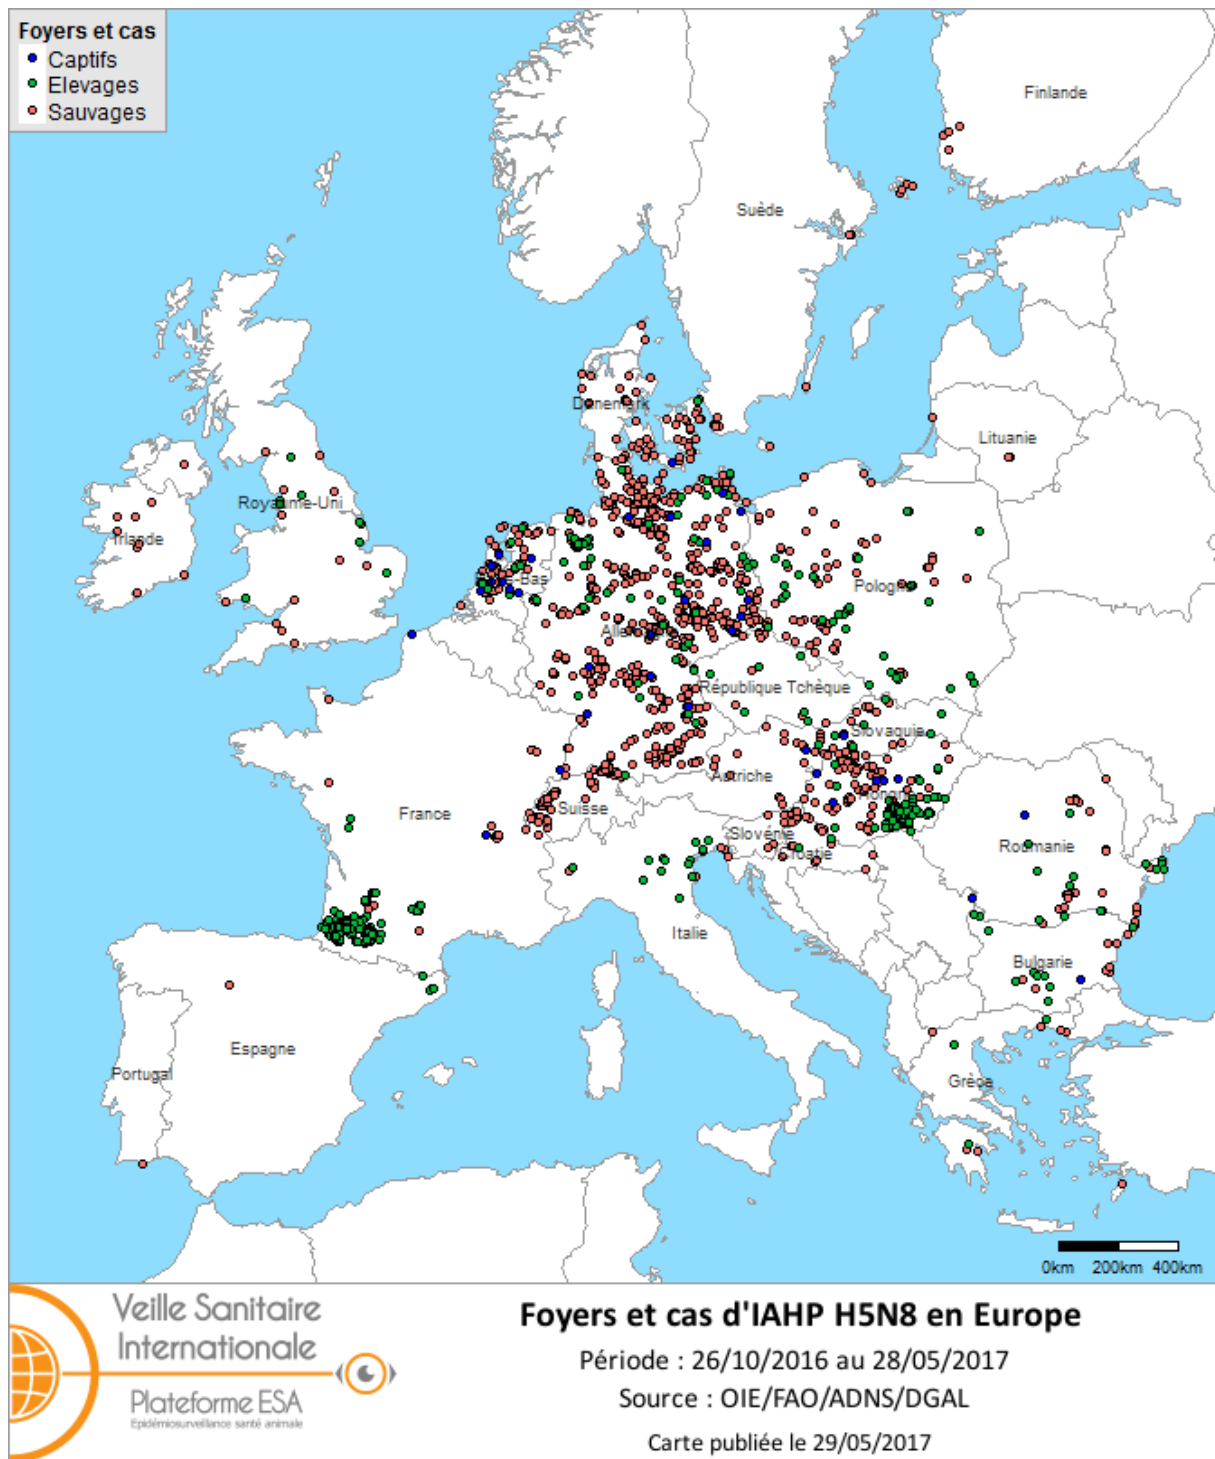 Foyers et cas
Captifs
Elevages
Sauvages
Finlande
Suède
Danemark
Lituanie
Royaume-Uni
Irlande
Pays-Bas
Pologne
Allemagne
République Tchèque
Slovaquie
Autriche
Hongrie
France
Suisse
Slovénie
Croatie
Roumanie
Italie
Bulgarie
Espagne
Portugal
Grèce
0km 200km 400km
Veille Sanitaire
Internationale
Plateforme ESA
Epidémiosurveillance santé animale
Foyers et cas d'IAHP H5N8 en Europe
Période : 26/10/2016 au 28/05/2017
Source : OIE/FAO/ADNS/DGAL
Carte publiée le 29/05/2017